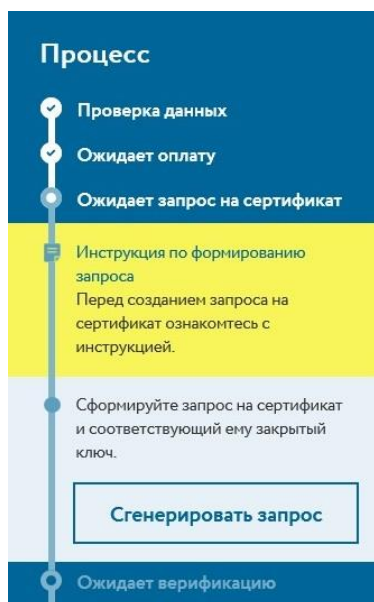 Процесс
Проверка данных
Ожидает оплату
Ожидает запрос на сертификат
Инструкция по формированию
запроса
Перед созданием запроса на
сертификат ознакомтесь с
инструкцией.
Сформируйте запрос на сертификат
и соответствующий ему закрытый
ключ.
Сгенерировать запрос
Ожидает верификацию